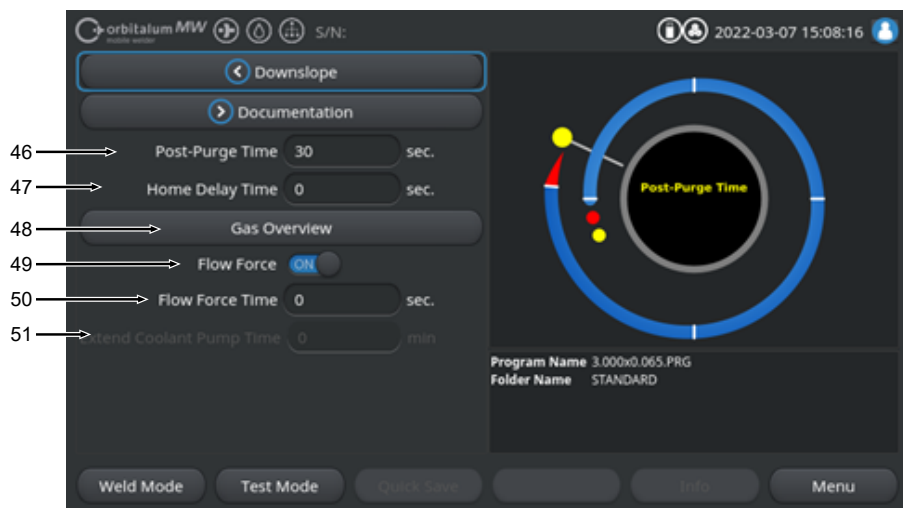 orbitalum MW S/N: 2022-03-07 15:08:16
mobile welder
Downslope
Documentation
46 Post-Purge Time 30 sec.
47 Home Delay Time 0 sec.
48 Gas Overview
49 Flow Force ON
50 Flow Force Time 0 sec.
51 Extend Coolant Pump Time 0 min
Post-Purge Time
Program Name 3.000x0.065.PRG
Folder Name STANDARD
Weld Mode Test Mode Quick Save Info Menu